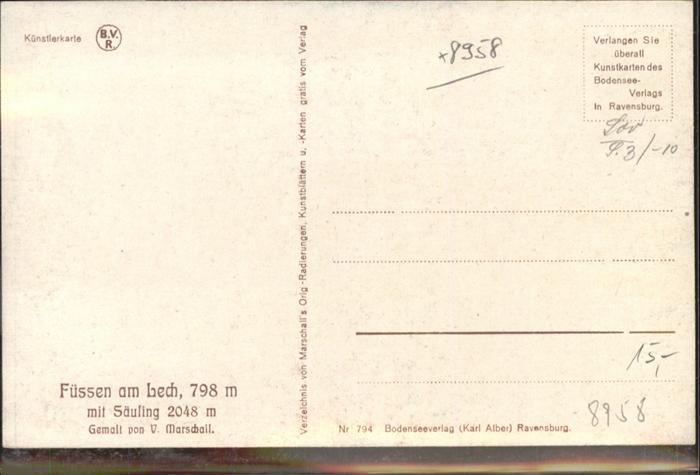 Künstlerkarte
B.V.
R.
+8958
Verlangen Sie
überall
Kunstkarten des
Bodensee-
Verlags
in Ravensburg.
P.3/-10
Verzeichnis von Marschall's Orig-Radierungen, Kunstblättern u. -Karten gratis vom Verlag
15,-
Füssen am Lech, 798 m
mit Säuling 2048 m
Gemalt von V. Marschall.
Nr 794 Bodenseeverlag (Karl Alber) Ravensburg.
8958